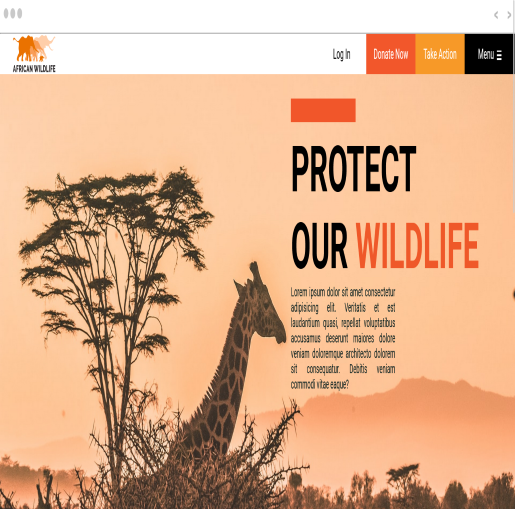 AFRICAN WILDLIFE
Log In
Donate Now
Take Action
Menu
PROTECT
OUR WILDLIFE
Lorem ipsum dolor sit amet consectetur
adipisicing elit. Veritatis et est
laudantium quasi, repellat voluptatibus
accusamus deserunt maiores dolore
veniam doloremque architecto dolorem
sit consequatur. Debitis veniam
commodi vitae eaque?